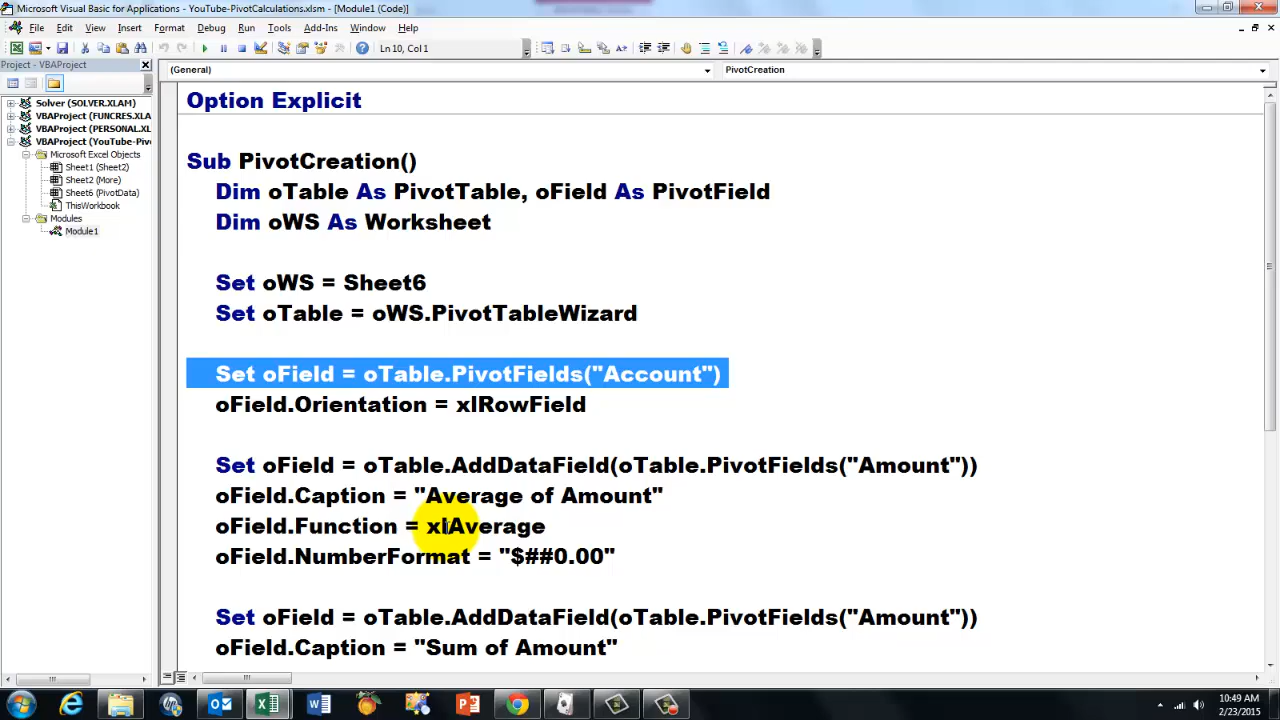 Microsoft Visual Basic for Applications - YouTube-PivotCalculations.xlsm - [Module1 (Code)]
File Edit View Insert Format Debug Run Tools Add-Ins Window Help
Ln 10, Col 1
Project - VBAProject
(General)
PivotCreation
Solver (SOLVER.XLAM)
VBAProject (FUNCRES.XLA
VBAProject (PERSONAL.XL
VBAProject (YouTube-Piv
Microsoft Excel Objects
Sheet1 (Sheet2)
Sheet2 (More)
Sheet6 (PivotData)
ThisWorkbook
Modules
Module1
Option Explicit
Sub PivotCreation()
Dim oTable As PivotTable, oField As PivotField
Dim oWS As Worksheet
Set oWS = Sheet6
Set oTable = oWS.PivotTableWizard
Set oField = oTable.PivotFields("Account")
oField.Orientation = xlRowField
Set oField = oTable.AddDataField(oTable.PivotFields("Amount"))
oField.Caption = "Average of Amount"
oField.Function = xlAverage
oField.NumberFormat = "$##0.00"
Set oField = oTable.AddDataField(oTable.PivotFields("Amount"))
oField.Caption = "Sum of Amount"
10:49 AM
2/23/2015